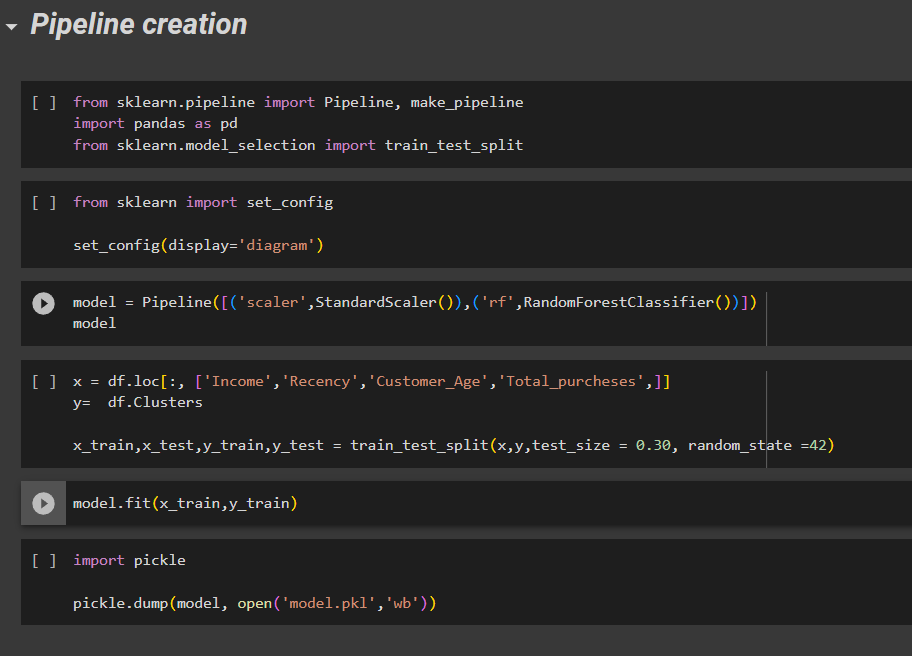 Pipeline creation
[ ] from sklearn.pipeline import Pipeline, make_pipeline
import pandas as pd
from sklearn.model_selection import train_test_split
[ ] from sklearn import set_config
set_config(display='diagram')
model = Pipeline([('scaler',StandardScaler()),('rf',RandomForestClassifier())])
model
[ ] x = df.loc[:, ['Income','Recency','Customer_Age','Total_purcheses',]]
y=  df.Clusters
x_train,x_test,y_train,y_test = train_test_split(x,y,test_size = 0.30, random_state =42)
model.fit(x_train,y_train)
[ ] import pickle
pickle.dump(model, open('model.pkl','wb'))